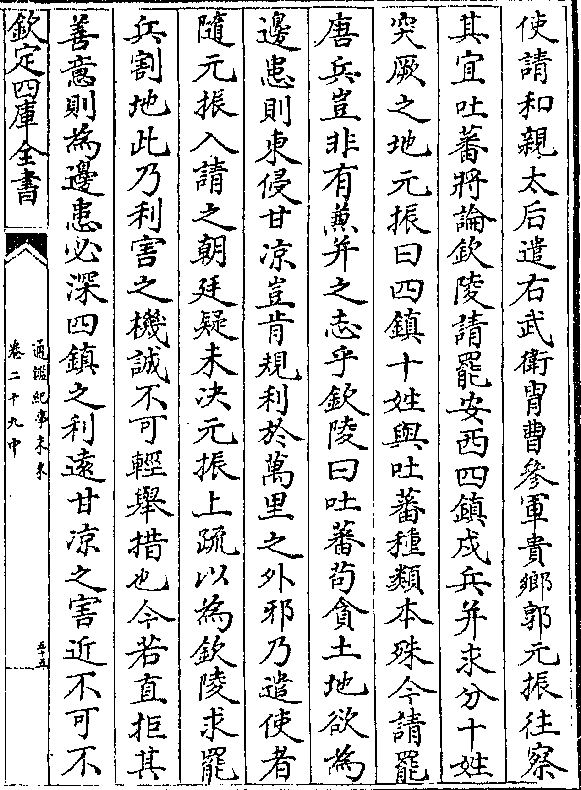 使請和親太后遣右武衛胄曹參軍貴鄉郭元振往察
其宜吐蕃將論欽陵請罷安西四鎮戍兵并求分十姓
突厥之地元振曰四鎮十姓與吐蕃種類本殊今請罷
唐兵豈非有兼并之志乎欽陵曰吐蕃苟貪土地欲為
邊患則東侵甘凉豈肯規利於萬里之外邪乃遣使者
隨元振入請之朝廷疑未決元振上疏以為欽陵求罷
兵割地此乃利害之機誠不可輕舉措也今若直拒其
善意則為邊患必深四鎮之利遠甘凉之害近不可不
欽定四庫全書
通鑑紀事本末
卷二十九中
五五